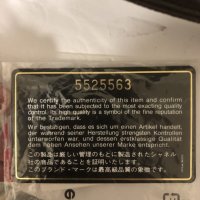 5525563
We certify the authenticity of this item and confirm
that it has been subjected to the most exacting quality
control. Its high quality is a symbol of the fine reputation
of the Trademark.
Wir bestätigen, dass es sich um einen Artikel handelt,
der während seiner Herstellung strengsten Kontrollen
unterworfen war, und dessen erstklassige Qualität
dem hohen Ansehen unserer Marke entspricht.
この製品は厳しい管理のもとに製造されたシャネル
社の商品であることを証明いたします。
このブランド・マークは最高級品質の象徴です。